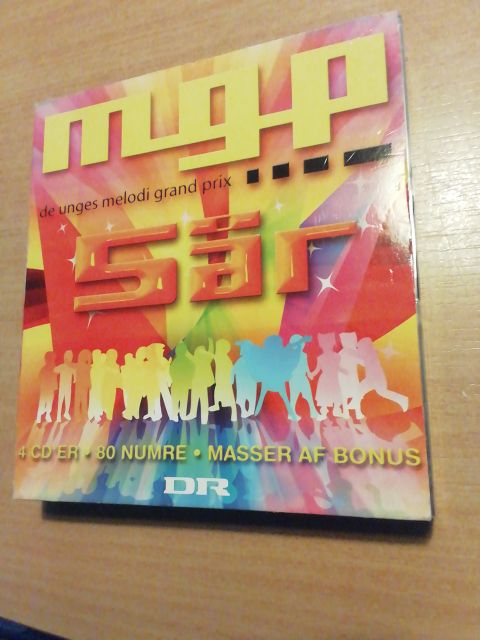 mgp
de unges melodi grand prix
5 år
4 CD'ER • 80 NUMRE • MASSER AF BONUS
DR